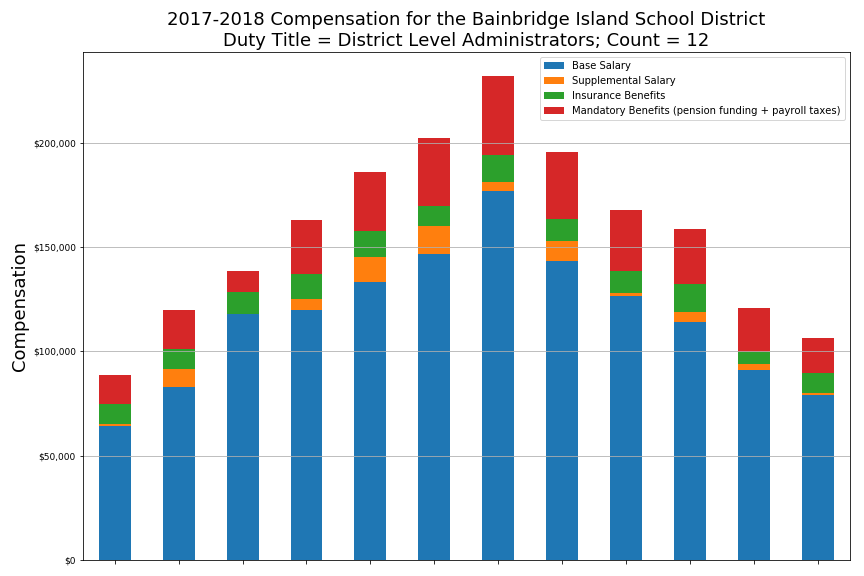 2017-2018 Compensation for the Bainbridge Island School District
Duty Title = District Level Administrators; Count = 12
Base Salary
Supplemental Salary
Insurance Benefits
Mandatory Benefits (pension funding + payroll taxes)
$200,000
$150,000
$100,000
$50,000
$0
Compensation